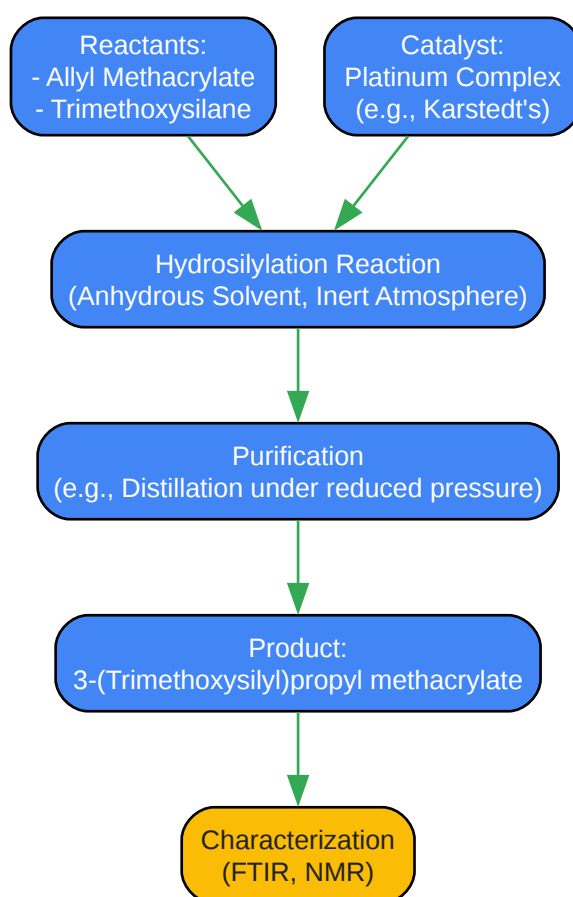 Reactants:
- Allyl Methacrylate
- Trimethoxysilane
Catalyst:
Platinum Complex
(e.g., Karstedt's)
Hydrosilylation Reaction
(Anhydrous Solvent, Inert Atmosphere)
Purification
(e.g., Distillation under reduced pressure)
Product:
3-(Trimethoxysilyl)propyl methacrylate
Characterization
(FTIR, NMR)